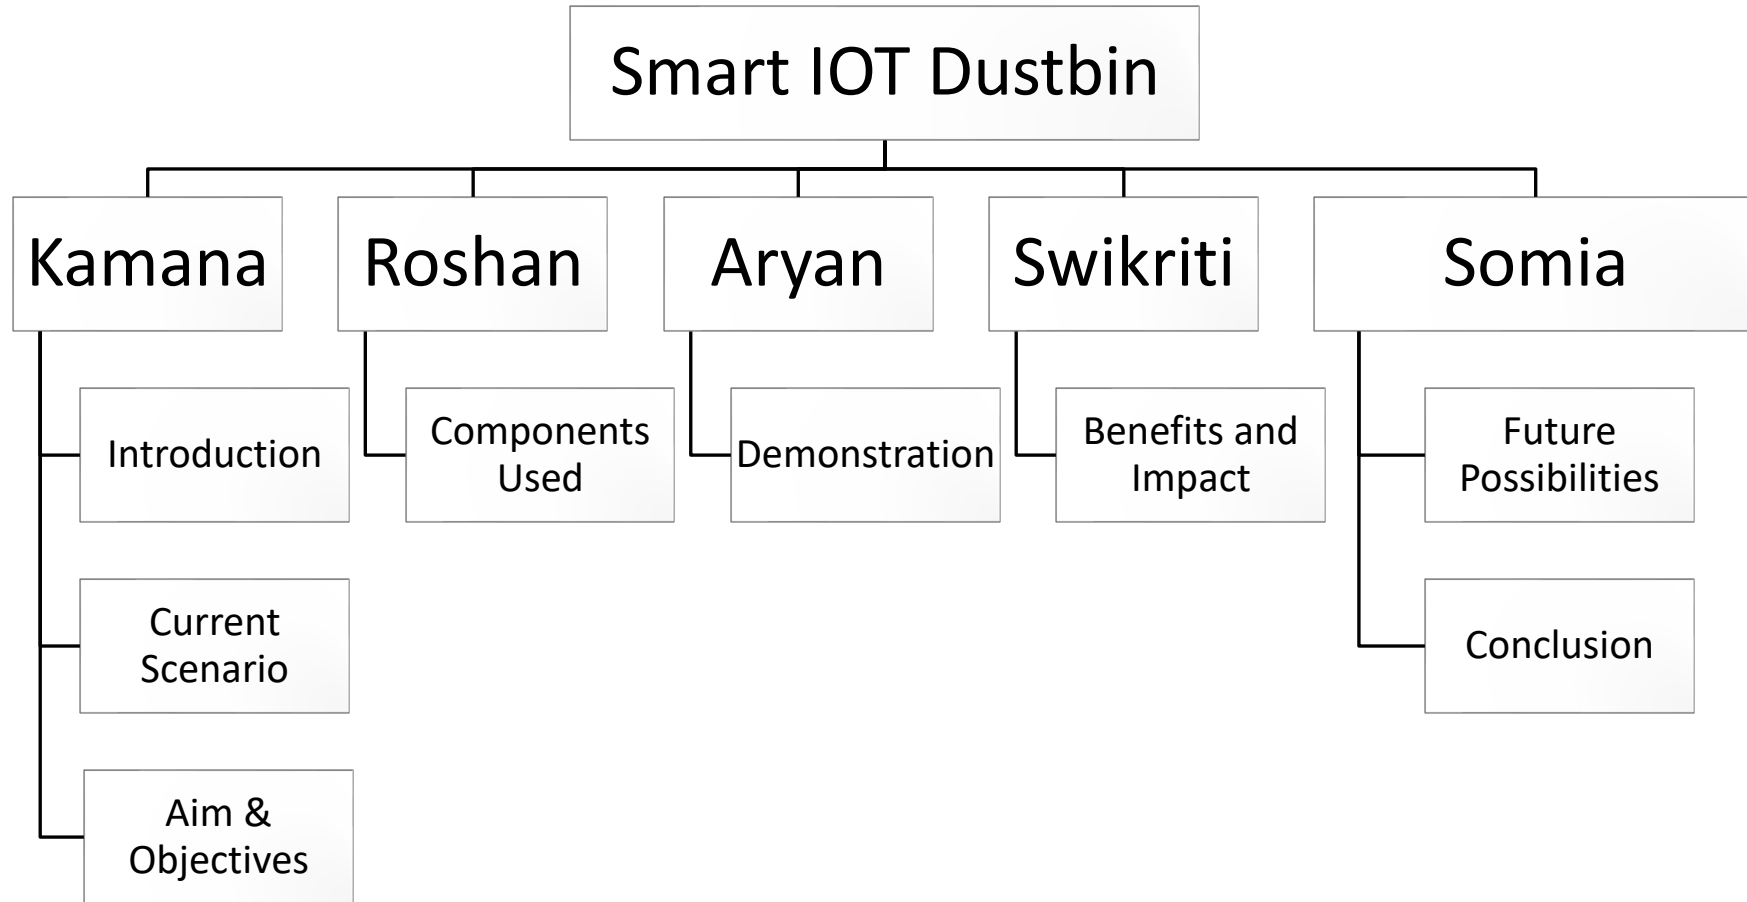 Smart IOT Dustbin
Kamana
Roshan
Aryan
Swikriti
Somia
Introduction
Components
Used
Demonstration
Benefits and
Impact
Future
Possibilities
Current
Scenario
Conclusion
Aim &
Objectives